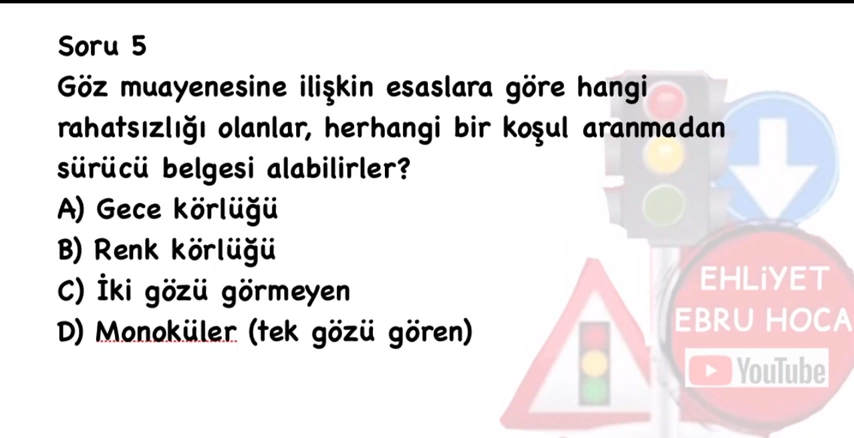 Soru 5
Göz muayenesine ilişkin esaslara göre hangi
rahatsızlığı olanlar, herhangi bir koşul aranmadan
sürücü belgesi alabilirler?
A) Gece körlüğü
B) Renk körlüğü
C) İki gözü görmeyen
D) Monoküler (tek gözü gören)
EHLİYET
EBRU HOCA
YouTube